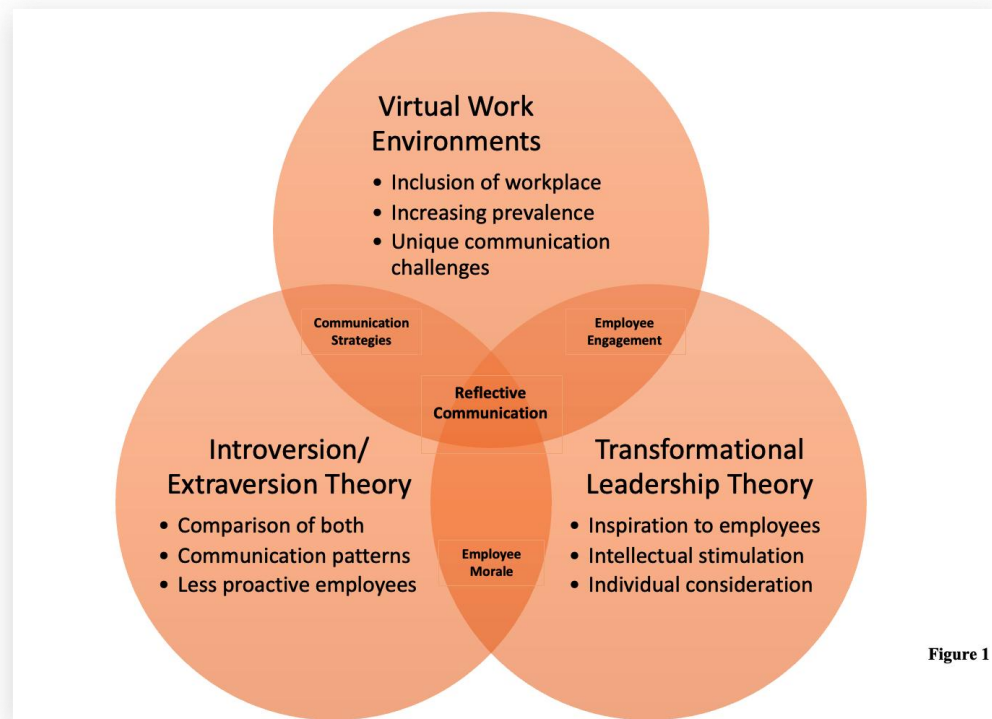 Virtual Work
Environments
• Inclusion of workplace
• Increasing prevalence
• Unique communication
challenges
Communication
Strategies
Employee
Engagement
Reflective
Communication
Introversion/
Extraversion Theory
• Comparison of both
• Communication patterns
• Less proactive employees
Employee
Morale
Transformational
Leadership Theory
• Inspiration to employees
• Intellectual stimulation
• Individual consideration
Figure 1